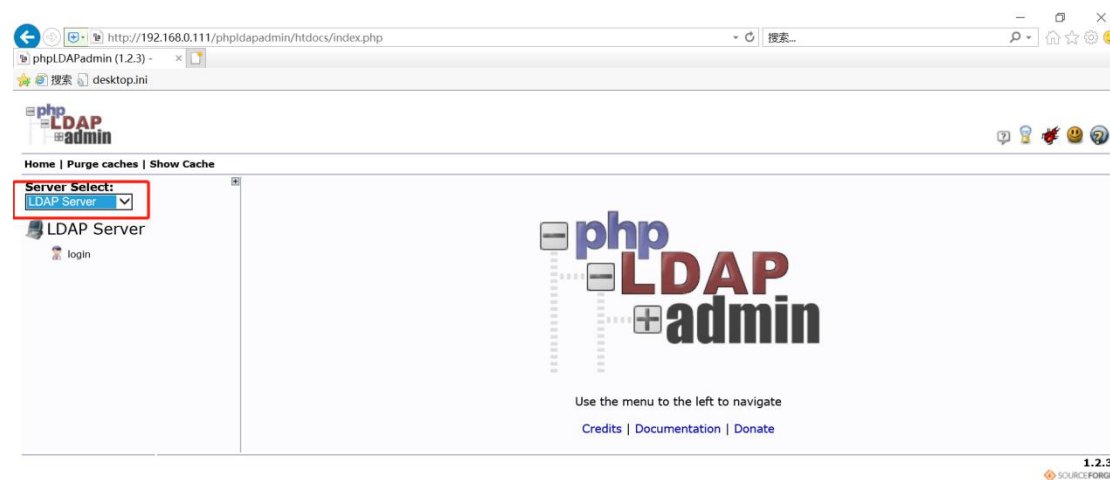 http://192.168.0.111/phpldapadmin/htdocs/index.php
搜索...
phpLDAPadmin (1.2.3) -
搜索 desktop.ini
php
LDAP
admin
Home | Purge caches | Show Cache
Server Select:
LDAP Server
LDAP Server
login
php
LDAP
admin
Use the menu to the left to navigate
Credits | Documentation | Donate
1.2.3
SOURCEFORGE